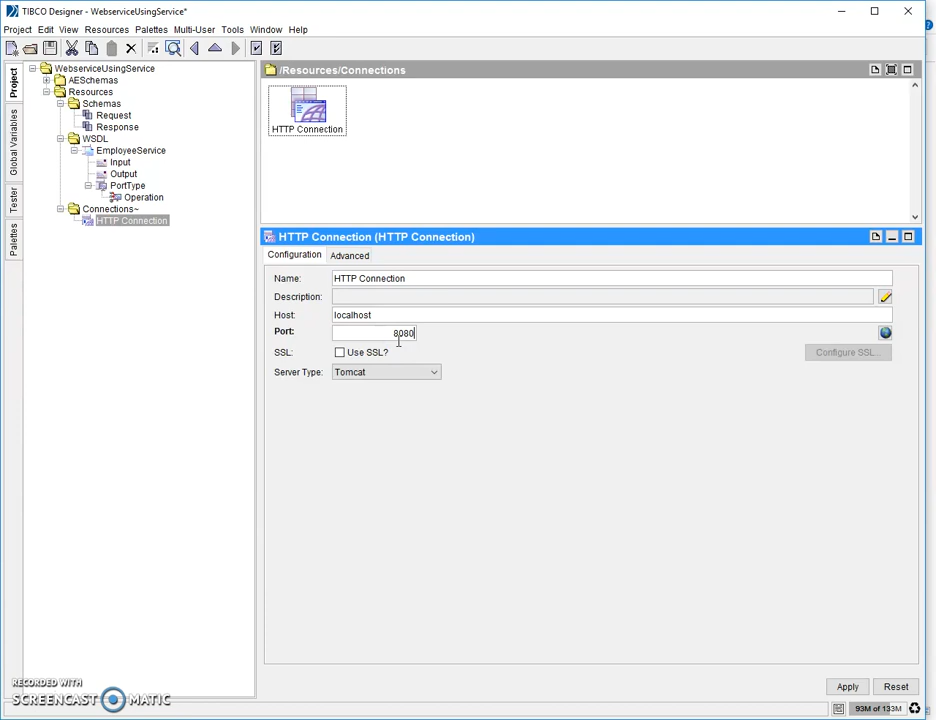 TIBCO Designer - WebserviceUsingService*
Project Edit View Resources Palettes Multi-User Tools Window Help
Project
Global Variables
Tester
Palettes
WebserviceUsingService
AESchemas
Resources
Schemas
Request
Response
WSDL
EmployeeService
Input
Output
PortType
Operation
Connections~
HTTP Connection
/Resources/Connections
HTTP Connection
HTTP Connection (HTTP Connection)
Configuration Advanced
Name: HTTP Connection
Description:
Host: localhost
Port: 8080
SSL: Use SSL? Configure SSL...
Server Type: Tomcat
Apply Reset
93M of 133M
RECORDED WITH
SCREENCAST MATIC